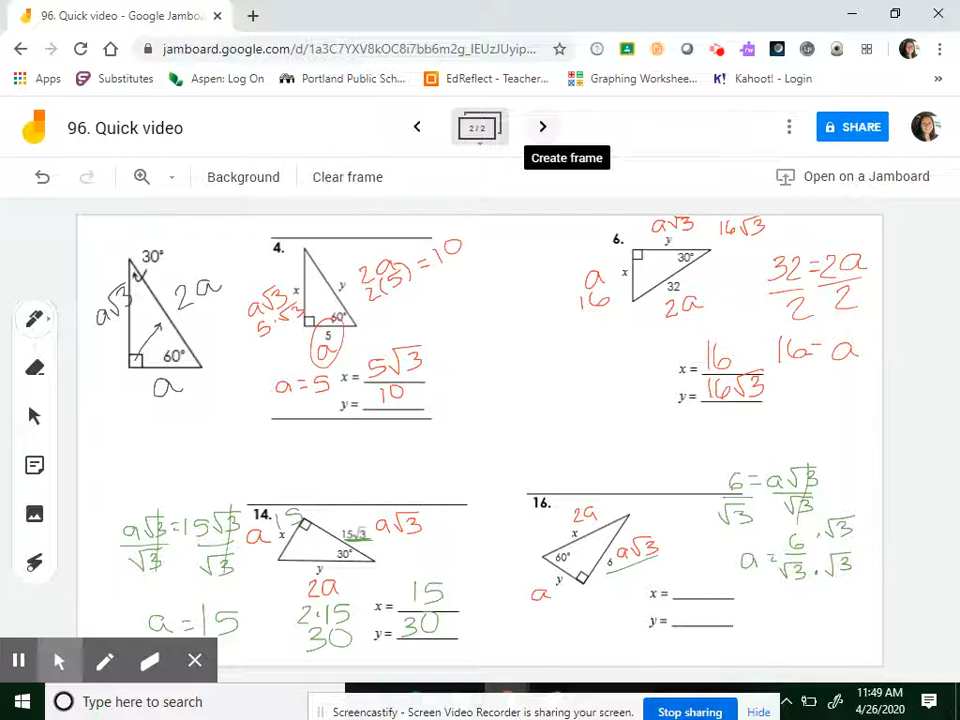 96. Quick video - Google Jamboa
jamboard.google.com/d/1a3C7YXV8kOC8i7bb6m2g_IEUzJUyip...
Apps
Substitutes
Aspen: Log On
Portland Public Sch...
EdReflect - Teacher...
Graphing Workshee...
Kahoot! - Login
»
96. Quick video
2 / 2
SHARE
Create frame
Background
Clear frame
Open on a Jamboard
30°
a√3
2a
60°
a
4.
x
y
60°
5
a√3
5·√3
2a
2(5) = 10
a
a = 5
x = 5√3
y = 10
6.
a√3
16√3
y
30°
x
32
a
16
2a
32 = 2a
2 2
16 = a
x = 16
y = 16√3
14.
15
x
15√3
a√3
a
30°
y
2a
2·15
30
a√3 = 15√3
√3 √3
a = 15
x = 15
y = 30
16.
2a
x
60°
a√3
6
y
a
6 = a√3
√3 √3
a = 6 · √3
√3 · √3
x =
y =
Type here to search
Screencastify - Screen Video Recorder is sharing your screen.
Stop sharing
Hide
11:49 AM
4/26/2020